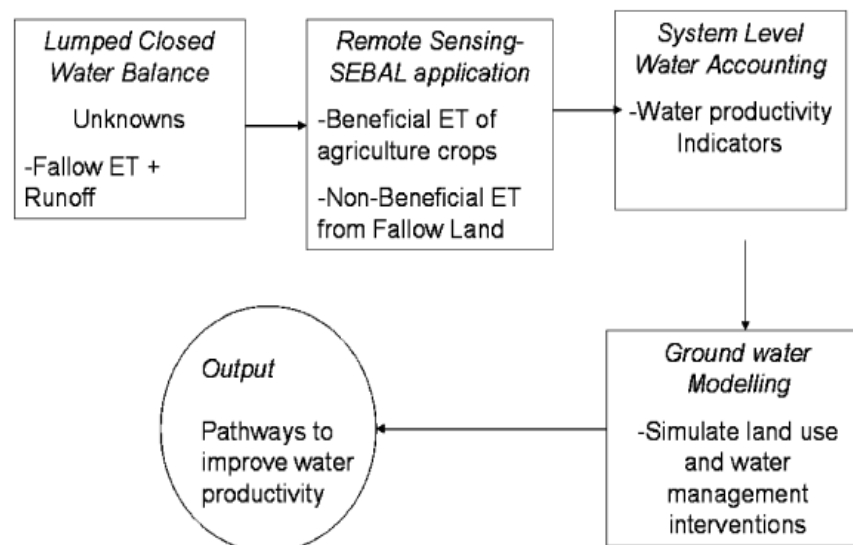 Lumped Closed
Water Balance
Unknowns
-Fallow ET +
Runoff
Remote Sensing-
SEBAL application
-Beneficial ET of
agriculture crops
-Non-Beneficial ET
from Fallow Land
System Level
Water Accounting
-Water productivity
Indicators
Ground water
Modelling
-Simulate land use
and water
management
interventions
Output
Pathways to
improve water
productivity